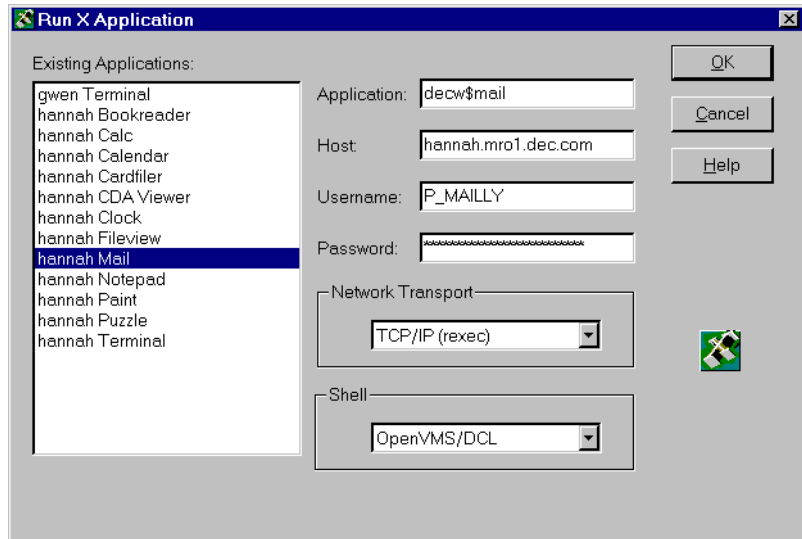 Run X Application
Existing Applications:
gwen Terminal
hannah Bookreader
hannah Calc
hannah Calendar
hannah Cardfiler
hannah CDA Viewer
hannah Clock
hannah Fileview
hannah Mail
hannah Notepad
hannah Paint
hannah Puzzle
hannah Terminal
Application: decw$mail
Host: hannah.mro1.dec.com
Username: P_MAILLY
Password: **************************
Network Transport
TCP/IP (rexec)
Shell
OpenVMS/DCL
OK
Cancel
Help